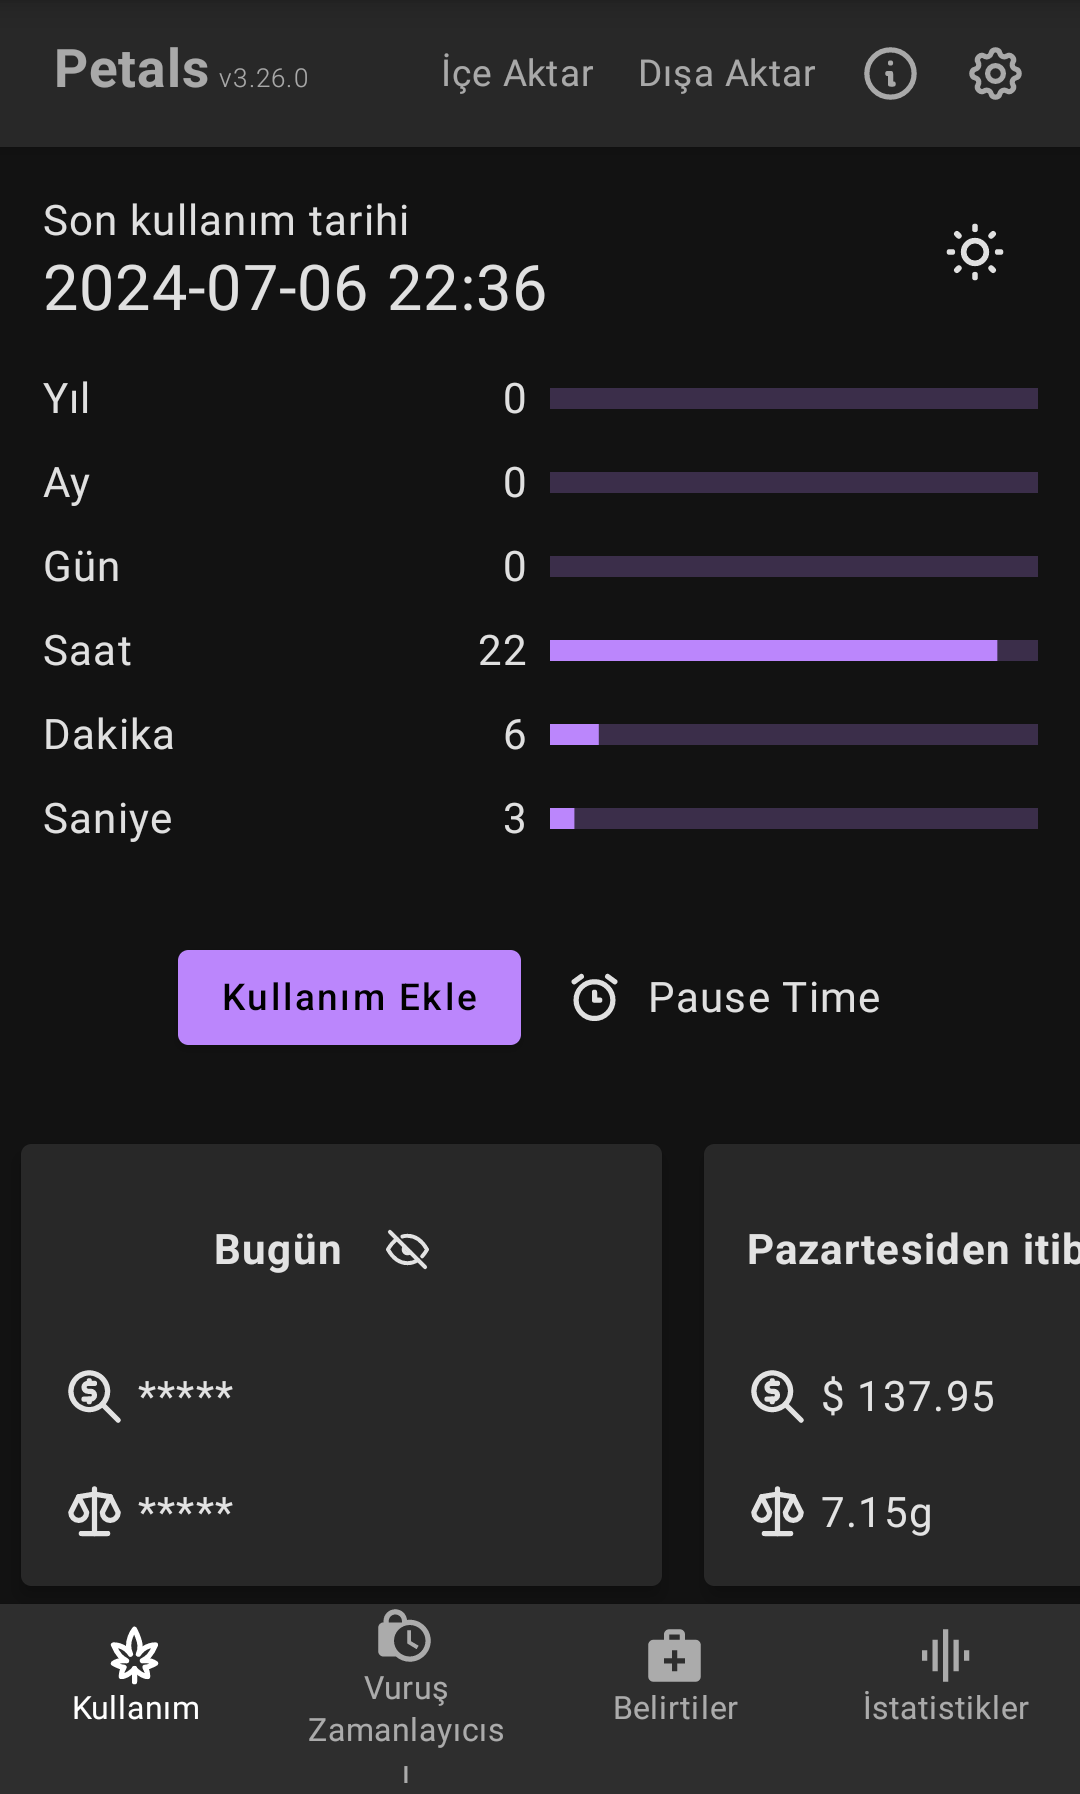 Petals v3.26.0 İçe Aktar Dışa Aktar
Son kullanım tarihi
2024-07-06 22:36
Yıl 0
Ay 0
Gün 0
Saat 22
Dakika 6
Saniye 3
Kullanım Ekle Pause Time
Bugün
*****
*****
Pazartesiden itib
$ 137.95
7.15g
Kullanım
Vuruş
Zamanlayıcıs
ı
Belirtiler
İstatistikler